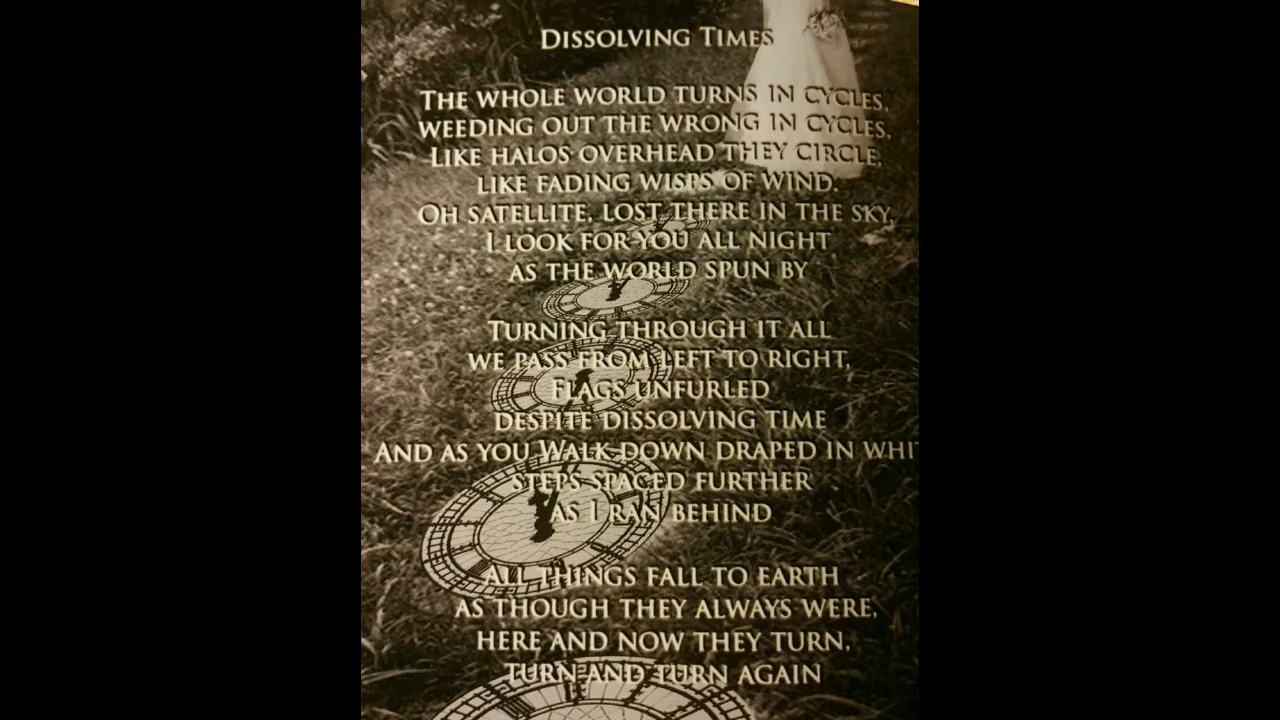 Dissolving Times
The whole world turns in cycles,
weeding out the wrong in cycles,
Like halos overhead they circle,
like fading wisps of wind.
Oh satellite, lost there in the sky,
I look for you all night
as the world spun by
Turning through it all
we pass from left to right,
Flags unfurled
despite dissolving time
And as you Walk down draped in whi
steps spaced further
as I ran behind
All things fall to earth
as though they always were,
here and now they turn,
turn and turn again